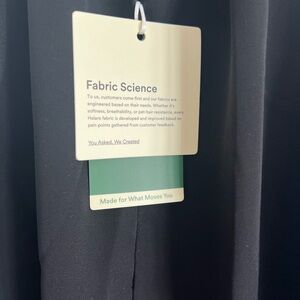 Fabric Science
To us, customers come first and our fabrics are
engineered based on their needs. Whether it's
softness, breathability, or pet-hair resistance, every
Halara fabric is developed and improved based on
pain points gathered from customer feedback.
You Asked, We Created
Made for What Moves You